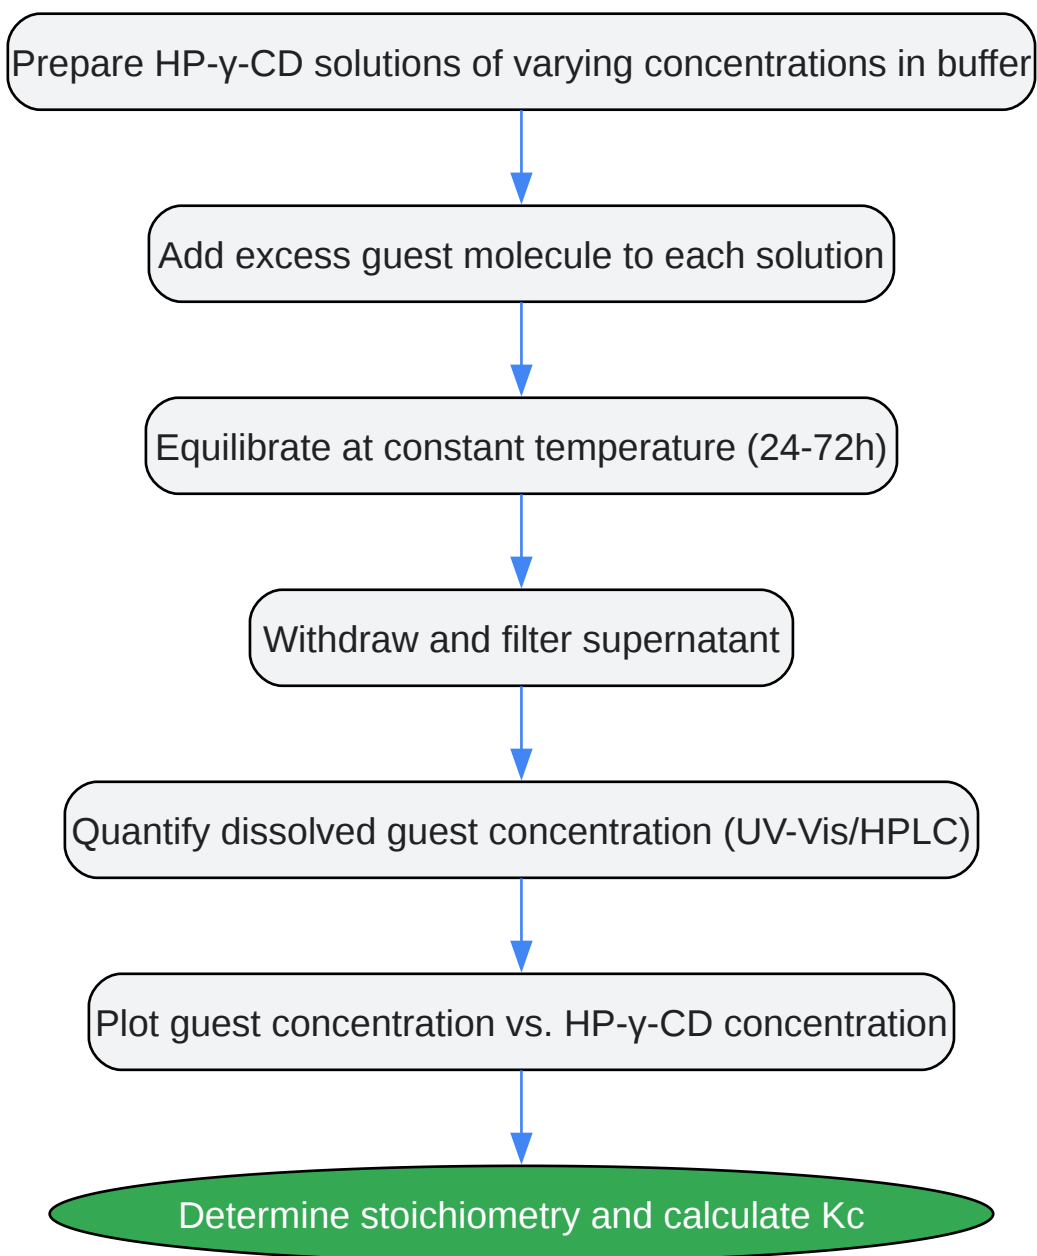 Prepare HP-γ-CD solutions of varying concentrations in buffer
Add excess guest molecule to each solution
Equilibrate at constant temperature (24-72h)
Withdraw and filter supernatant
Quantify dissolved guest concentration (UV-Vis/HPLC)
Plot guest concentration vs. HP-γ-CD concentration
Determine stoichiometry and calculate Kc